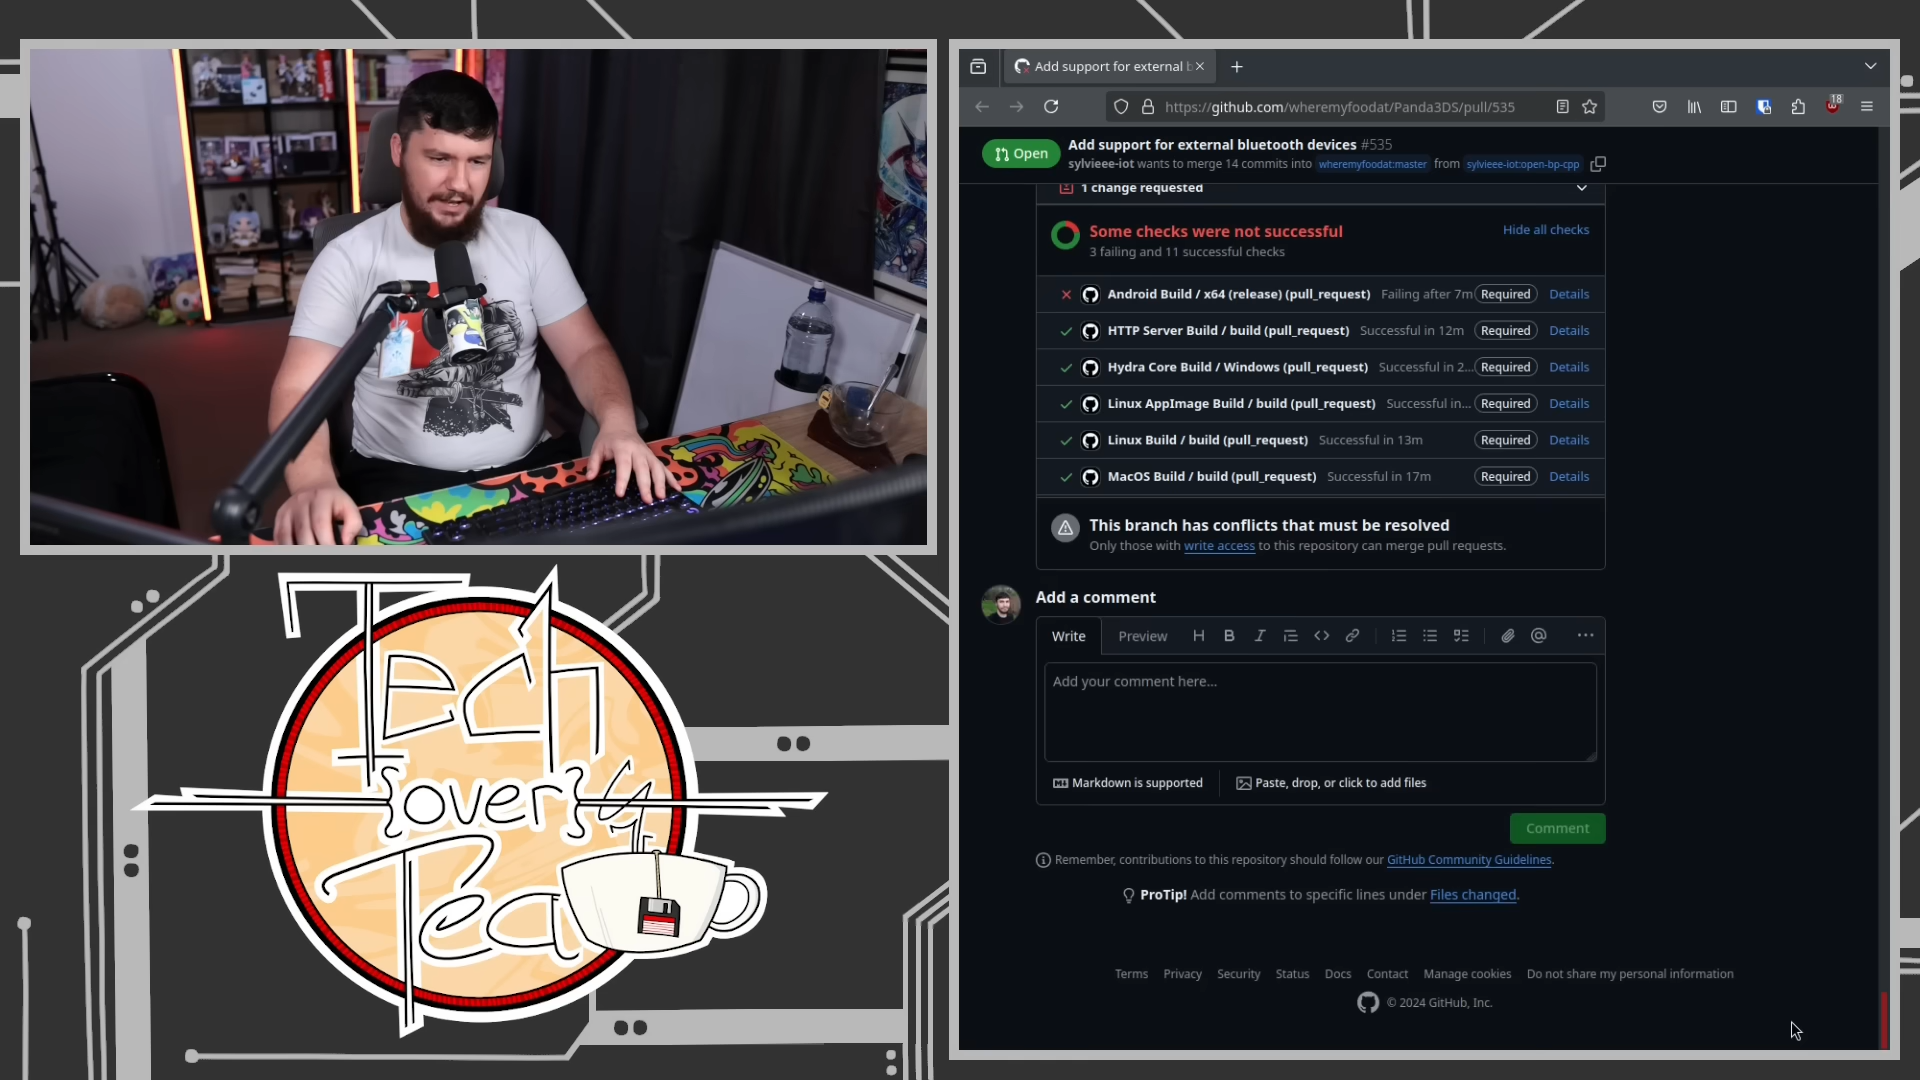 Add support for external b
18
https://github.com/wheremyfoodat/Panda3DS/pull/535
Open
Add support for external bluetooth devices #535
sylvieee-iot wants to merge 14 commits into wheremyfoodat:master from sylvieee-iot:open-bp-cpp
1 change requested
Some checks were not successful
Hide all checks
3 failing and 11 successful checks
Android Build / x64 (release) (pull_request) Failing after 7m Required Details
HTTP Server Build / build (pull_request) Successful in 12m Required Details
Hydra Core Build / Windows (pull_request) Successful in 2... Required Details
Linux AppImage Build / build (pull_request) Successful in... Required Details
Linux Build / build (pull_request) Successful in 13m Required Details
MacOS Build / build (pull_request) Successful in 17m Required Details
This branch has conflicts that must be resolved
Only those with write access to this repository can merge pull requests.
Add a comment
Write Preview
Add your comment here...
Markdown is supported
Paste, drop, or click to add files
Comment
Remember, contributions to this repository should follow our GitHub Community Guidelines.
ProTip! Add comments to specific lines under Files changed.
Terms Privacy Security Status Docs Contact Manage cookies Do not share my personal information
© 2024 GitHub, Inc.
Tech
{over}
Tea